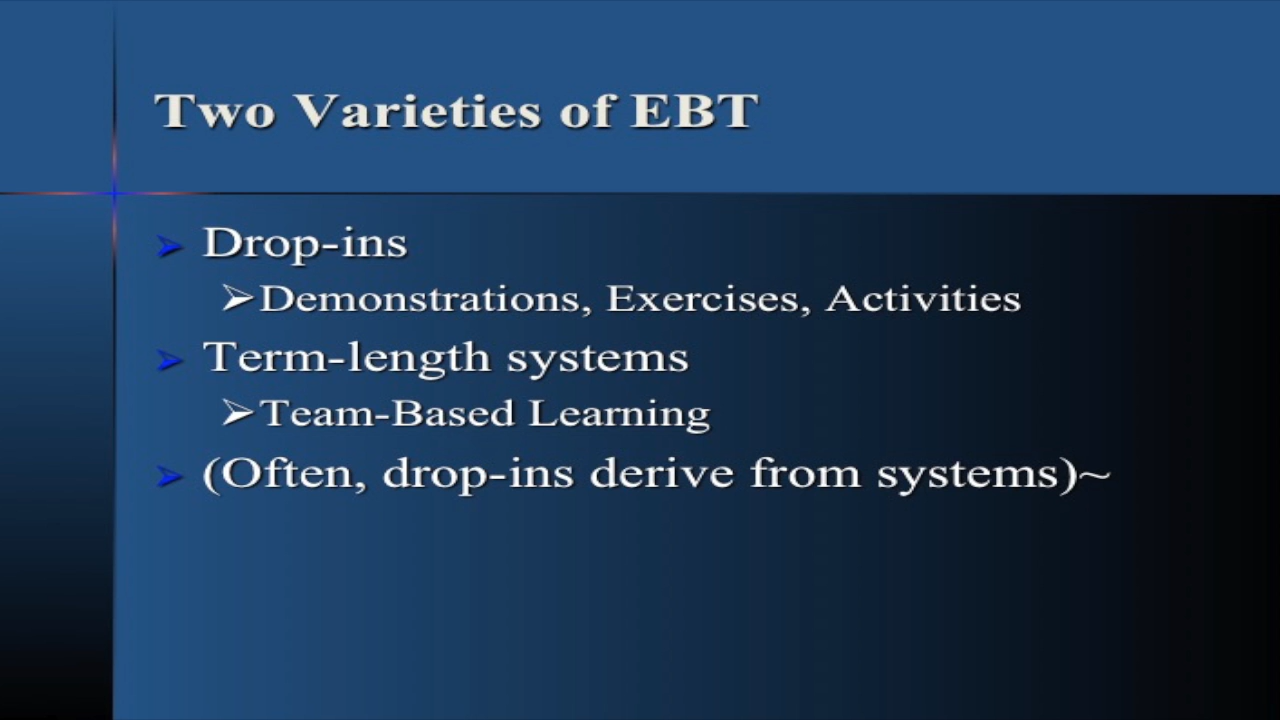 Two Varieties of EBT
Drop-ins
Demonstrations, Exercises, Activities
Term-length systems
Team-Based Learning
(Often, drop-ins derive from systems)~